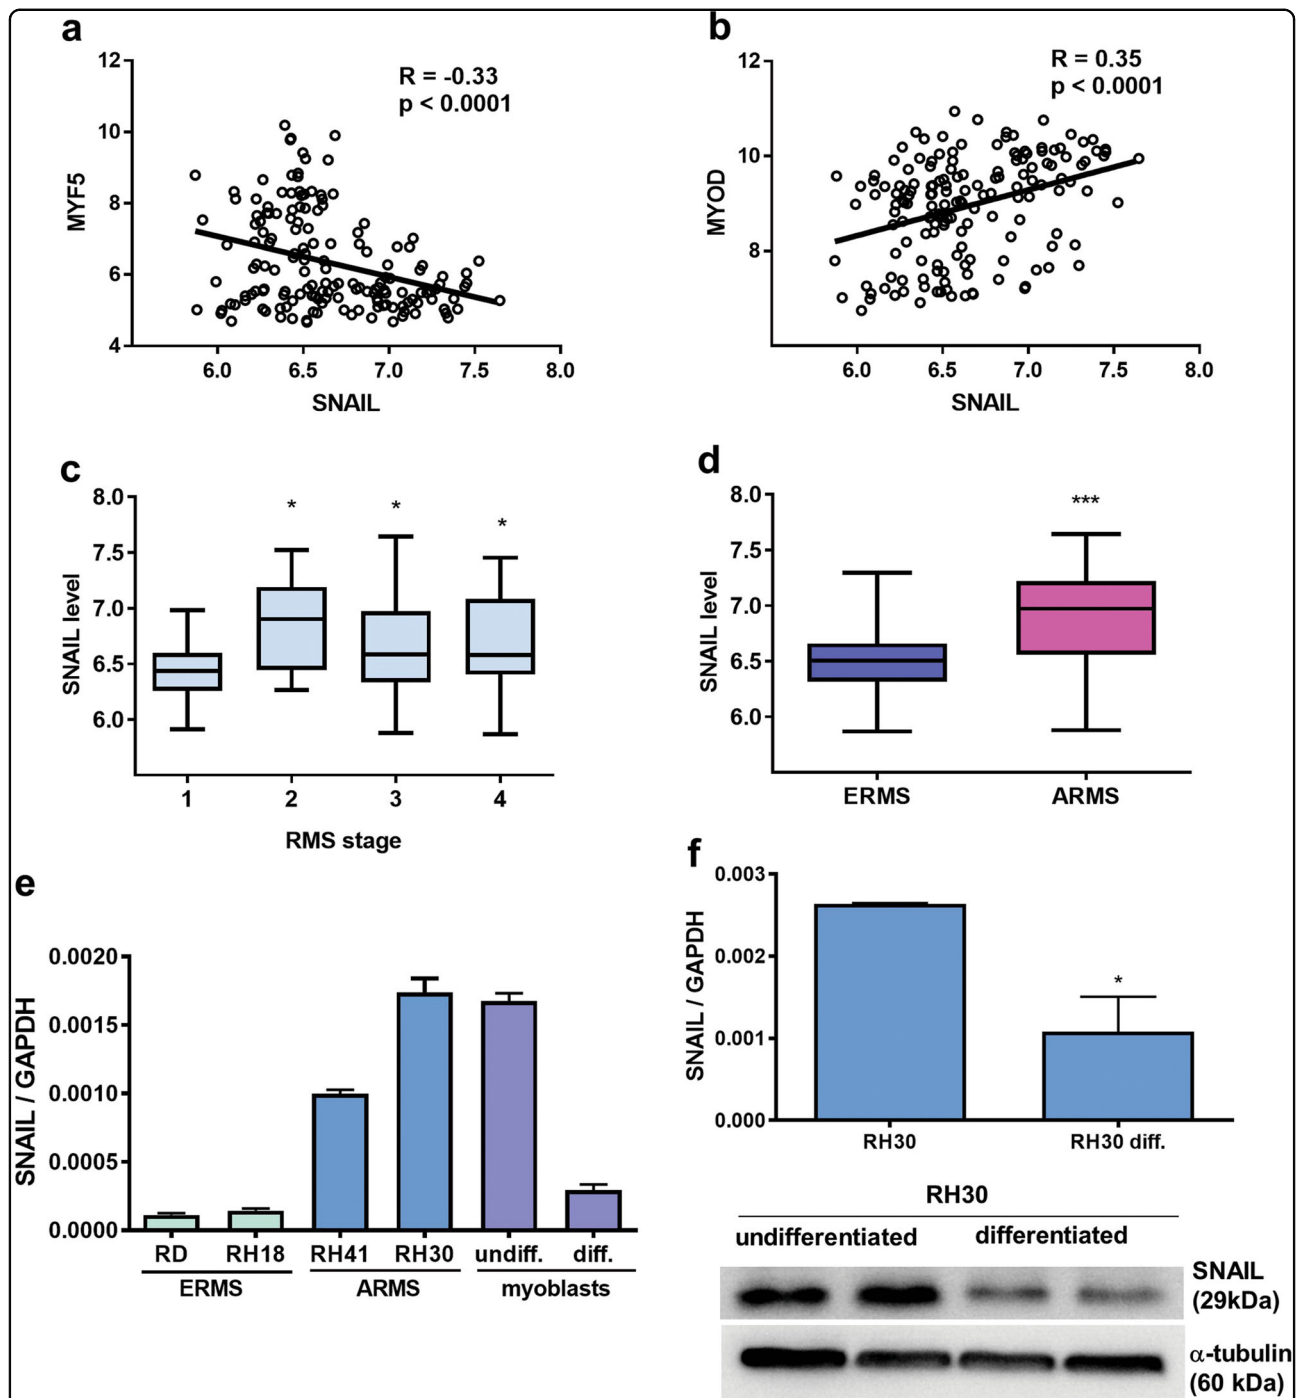 a
R = -0.33
p < 0.0001
12
10
8
6
4
MYF5
6.0 6.5 7.0 7.5 8.0
SNAIL
b
R = 0.35
p < 0.0001
12
10
8
MYOD
6.0 6.5 7.0 7.5 8.0
SNAIL
c
8.0
7.5
7.0
6.5
6.0
SNAIL level
* * *
1 2 3 4
RMS stage
d
8.0
7.5
7.0
6.5
6.0
SNAIL level
***
ERMS ARMS
e
0.0020
0.0015
0.0010
0.0005
0.0000
SNAIL / GAPDH
RD RH18 RH41 RH30 undiff. diff.
ERMS ARMS myoblasts
f
0.003
0.002
0.001
0.000
SNAIL / GAPDH
*
RH30 RH30 diff.
RH30
undifferentiated differentiated
SNAIL
(29kDa)
α-tubulin
(60 kDa)